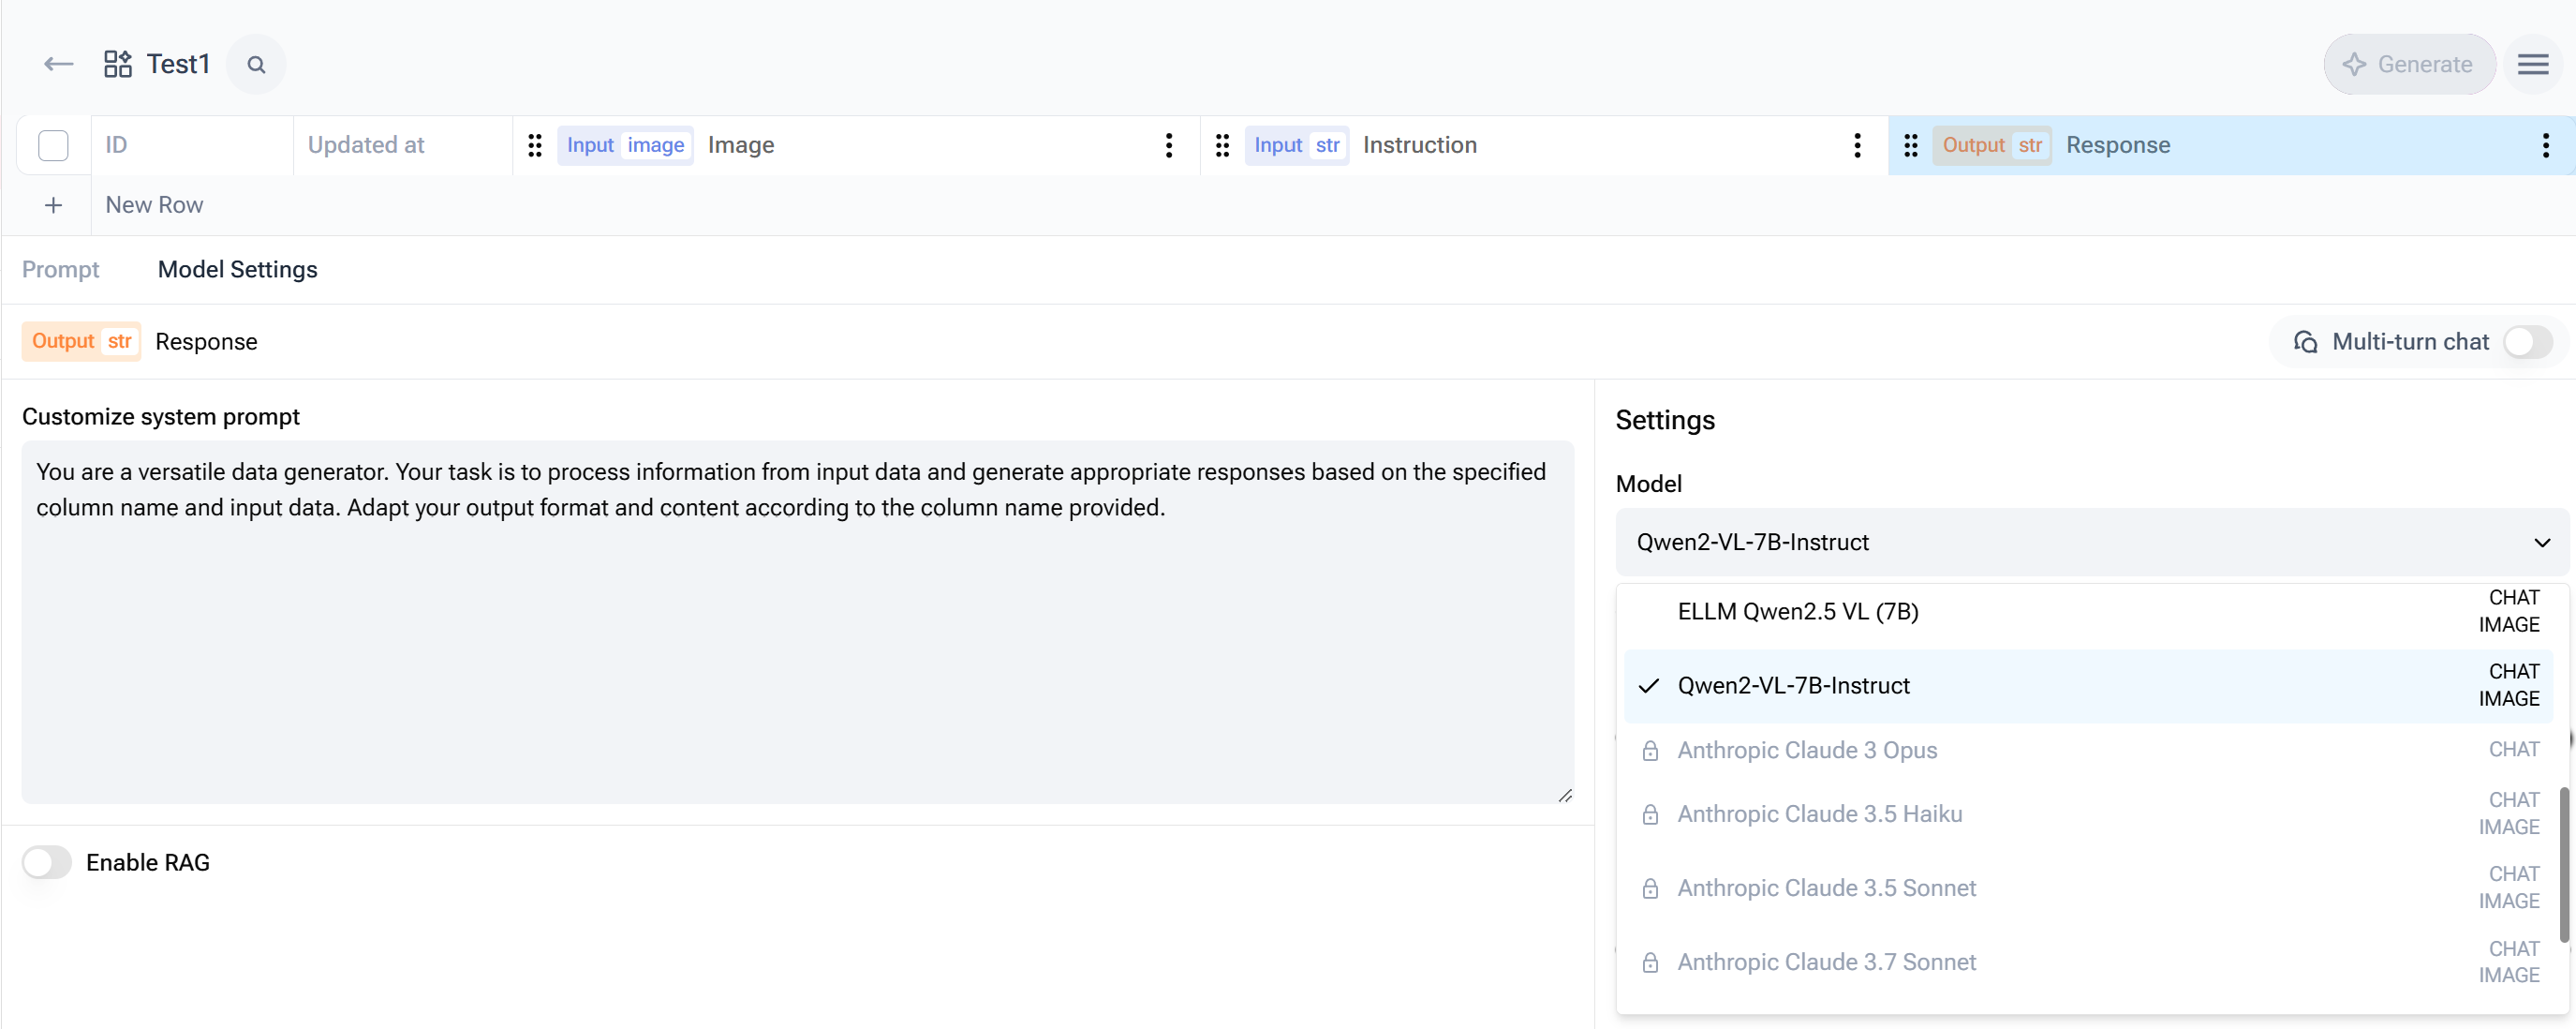 Test1
Generate
ID Updated at Input image Image Input str Instruction Output str Response
New Row
Prompt Model Settings
Output str Response Multi-turn chat
Customize system prompt
You are a versatile data generator. Your task is to process information from input data and generate appropriate responses based on the specified
column name and input data. Adapt your output format and content according to the column name provided.
Enable RAG
Settings
Model
Qwen2-VL-7B-Instruct
ELLM Qwen2.5 VL (7B) CHAT
IMAGE
Qwen2-VL-7B-Instruct CHAT
IMAGE
Anthropic Claude 3 Opus CHAT
Anthropic Claude 3.5 Haiku CHAT
IMAGE
Anthropic Claude 3.5 Sonnet CHAT
IMAGE
Anthropic Claude 3.7 Sonnet CHAT
IMAGE